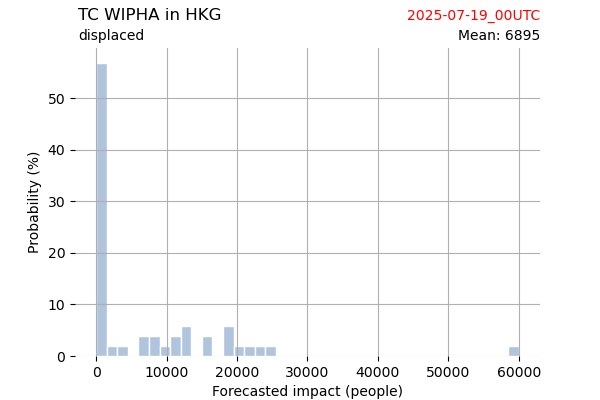 TC WIPHA in HKG
2025-07-19_00UTC
displaced
Mean: 6895
Probability (%)
50
40
30
20
10
0
0 10000 20000 30000 40000 50000 60000
Forecasted impact (people)